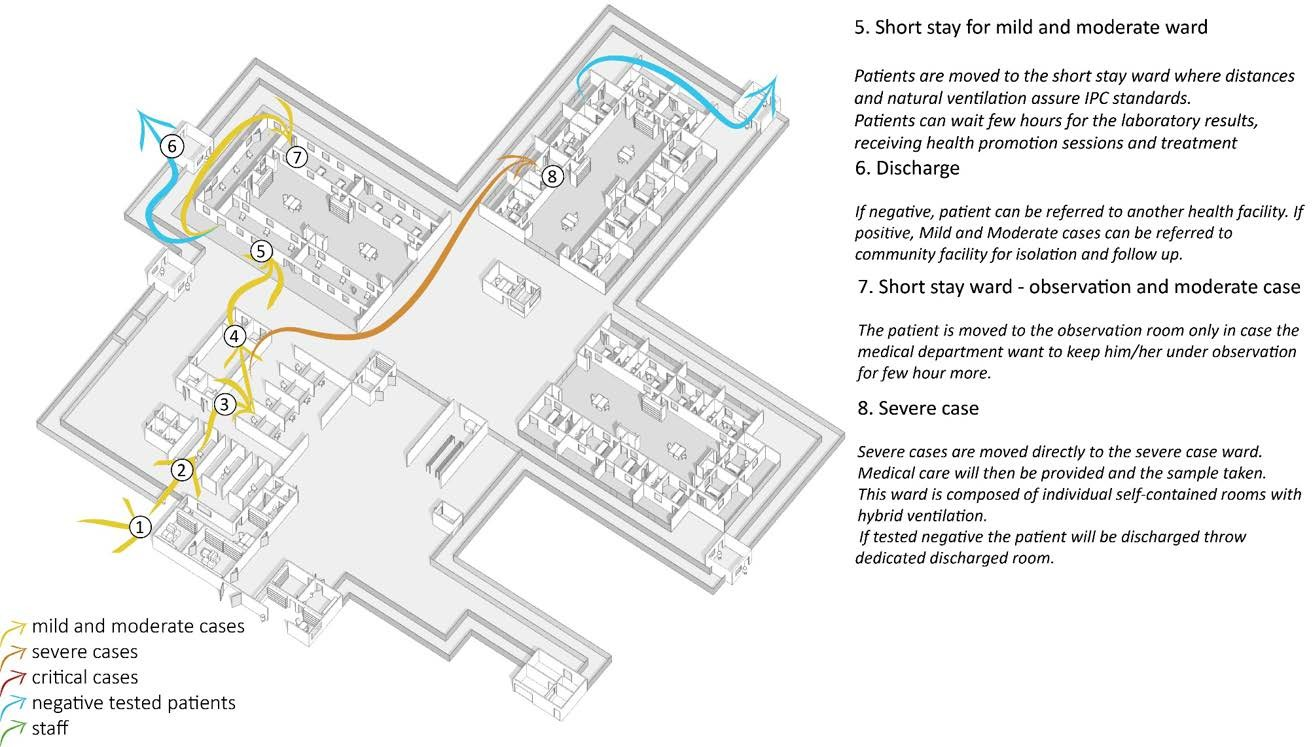 5. Short stay for mild and moderate ward
Patients are moved to the short stay ward where distances
and natural ventilation assure IPC standards.
Patients can wait few hours for the laboratory results,
receiving health promotion sessions and treatment
6. Discharge
If negative, patient can be referred to another health facility. If
positive, Mild and Moderate cases can be referred to
community facility for isolation and follow up.
7. Short stay ward - observation and moderate case
The patient is moved to the observation room only in case the
medical department want to keep him/her under observation
for few hour more.
8. Severe case
Severe cases are moved directly to the severe case ward.
Medical care will then be provided and the sample taken.
This ward is composed of individual self-contained rooms with
hybrid ventilation.
If tested negative the patient will be discharged throw
dedicated discharged room.
6
7
8
5
4
3
2
1
mild and moderate cases
severe cases
critical cases
negative tested patients
staff